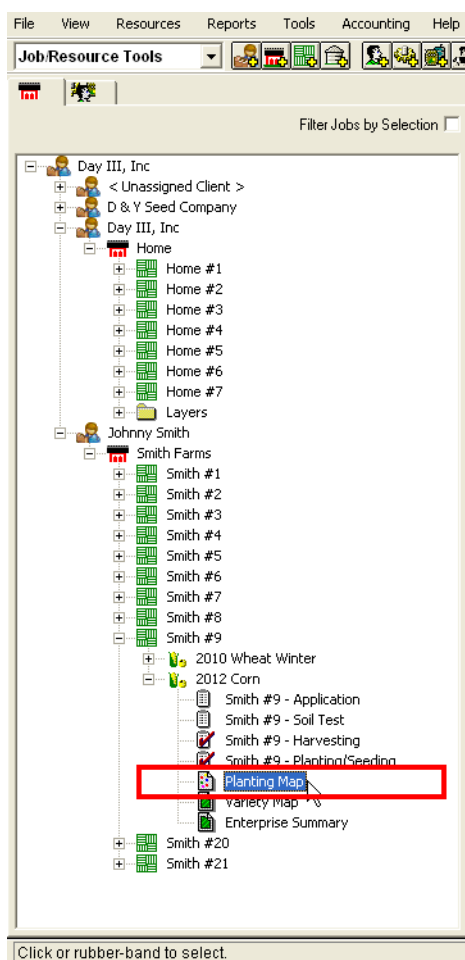 File View Resources Reports Tools Accounting Help
Job/Resource Tools
Filter Jobs by Selection
Day III, Inc
< Unassigned Client >
D & Y Seed Company
Day III, Inc
Home
Home #1
Home #2
Home #3
Home #4
Home #5
Home #6
Home #7
Layers
Johnny Smith
Smith Farms
Smith #1
Smith #2
Smith #3
Smith #4
Smith #5
Smith #6
Smith #7
Smith #8
Smith #9
2010 Wheat Winter
2012 Corn
Smith #9 - Application
Smith #9 - Soil Test
Smith #9 - Harvesting
Smith #9 - Planting/Seeding
Planting Map
Variety Map
Enterprise Summary
Smith #20
Smith #21
Click or rubber-band to select.